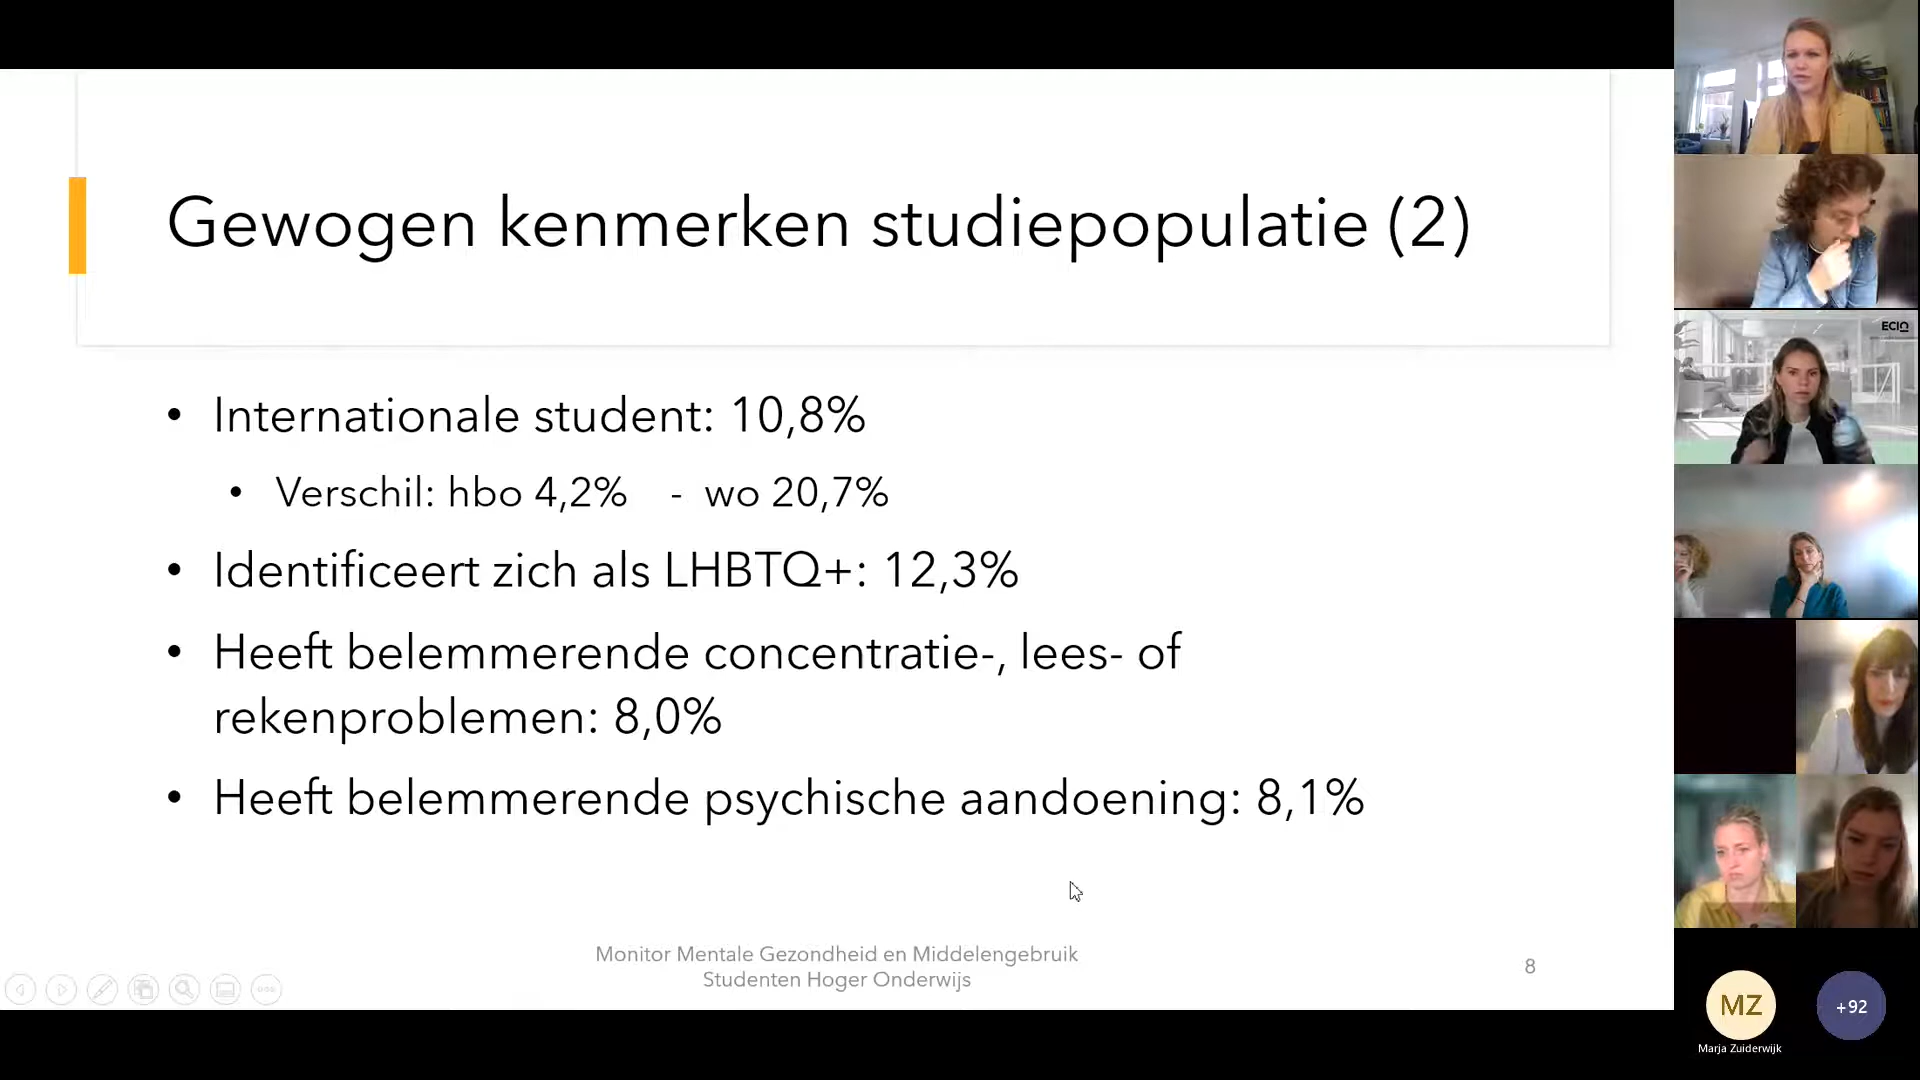 Gewogen kenmerken studiepopulatie (2)
• Internationale student: 10,8%
• Verschil: hbo 4,2% - wo 20,7%
• Identificeert zich als LHBTQ+: 12,3%
• Heeft belemmerende concentratie-, lees- of
rekenproblemen: 8,0%
• Heeft belemmerende psychische aandoening: 8,1%
Monitor Mentale Gezondheid en Middelengebruik
Studenten Hoger Onderwijs
8
ECIO
MZ
+92
Marja Zuiderwijk